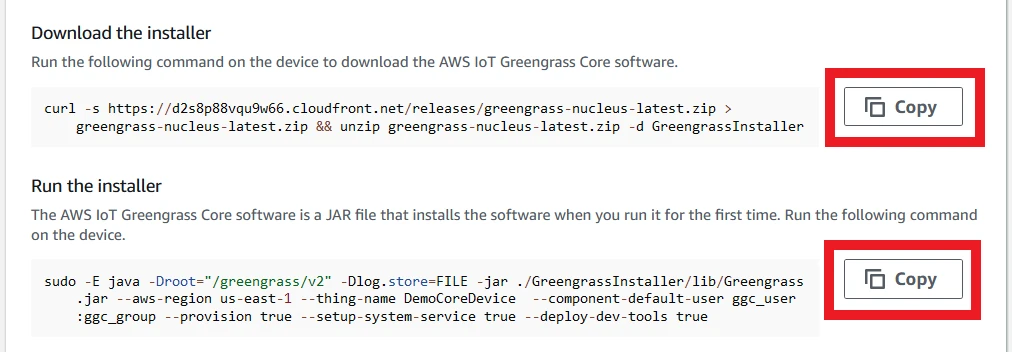 Download the installer
Run the following command on the device to download the AWS IoT Greengrass Core software.
curl -s https://d2s8p88vqu9w66.cloudfront.net/releases/greengrass-nucleus-latest.zip >
greengrass-nucleus-latest.zip && unzip greengrass-nucleus-latest.zip -d GreengrassInstaller
Copy
Run the installer
The AWS IoT Greengrass Core software is a JAR file that installs the software when you run it for the first time. Run the following command
on the device.
sudo -E java -Droot="/greengrass/v2" -Dlog.store=FILE -jar ./GreengrassInstaller/lib/Greengrass
.jar --aws-region us-east-1 --thing-name DemoCoreDevice  --component-default-user ggc_user
:ggc_group --provision true --setup-system-service true --deploy-dev-tools true
Copy